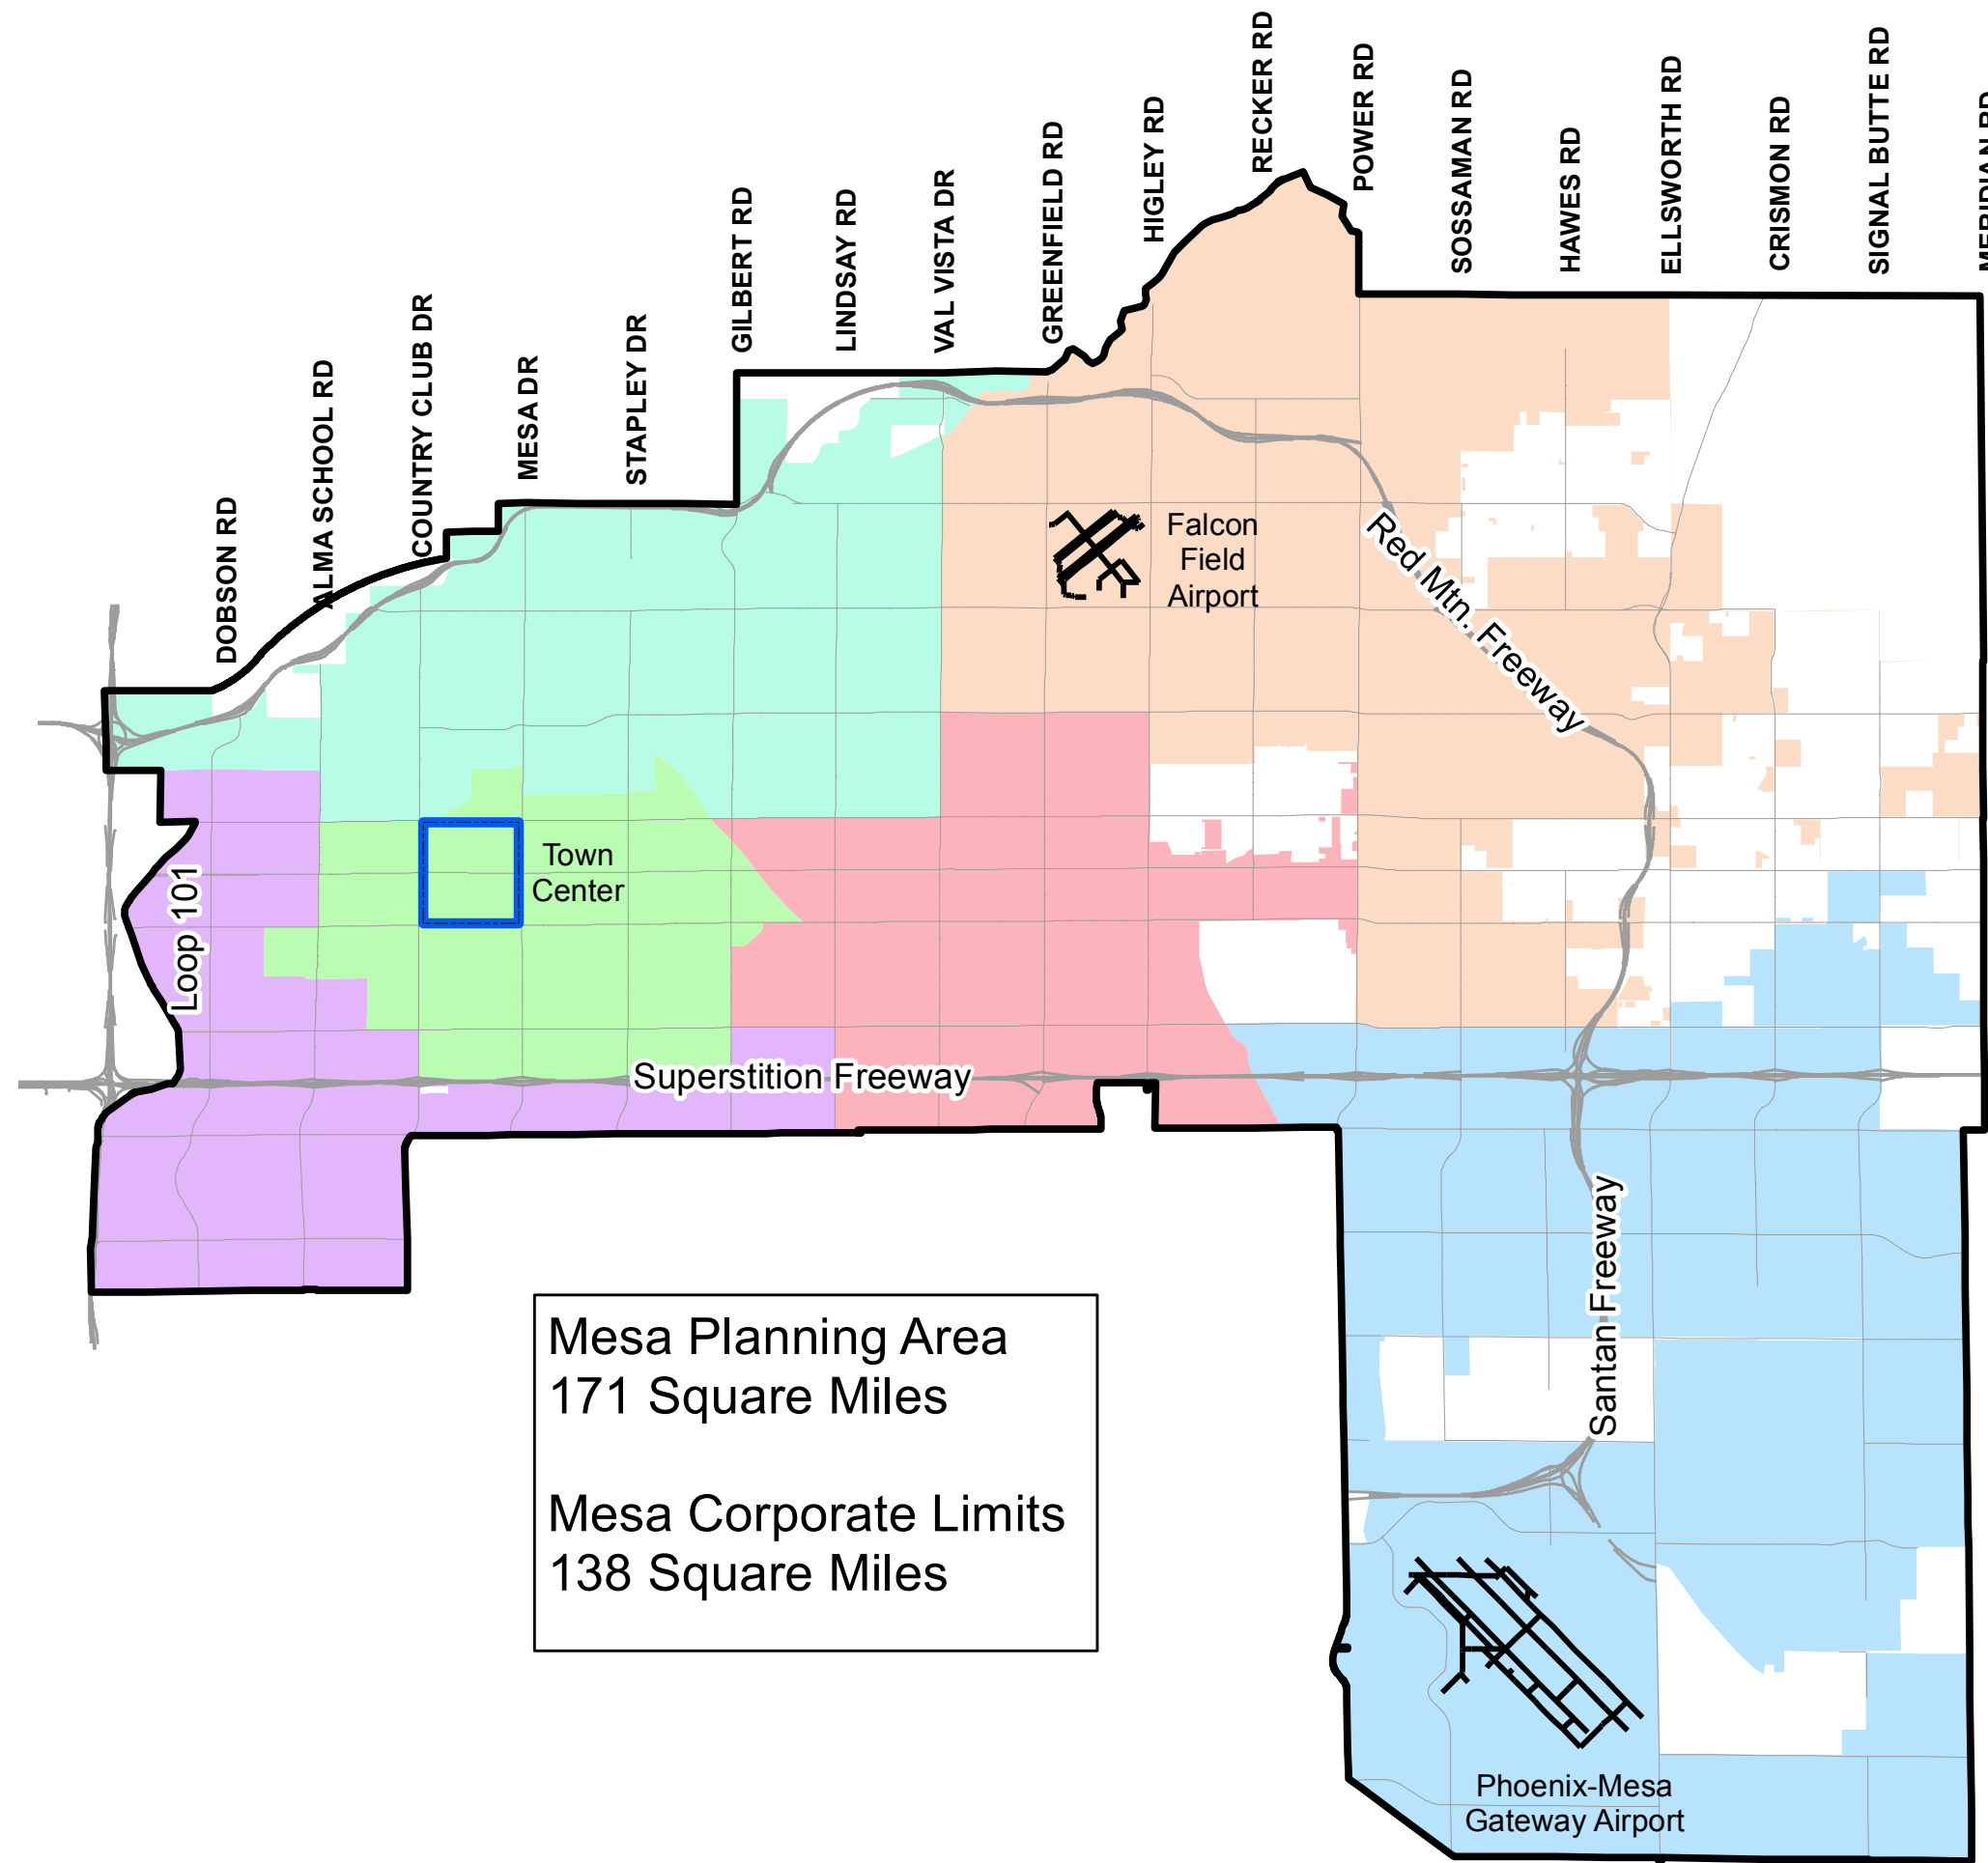 DOBSON RD
ALMA SCHOOL RD
COUNTRY CLUB DR
MESA DR
STAPLEY DR
GILBERT RD
LINDSAY RD
VAL VISTA DR
GREENFIELD RD
HIGLEY RD
RECKER RD
POWER RD
SOSSAMAN RD
HAWES RD
ELLSWORTH RD
CRISMON RD
SIGNAL BUTTE RD
MERIDIAN RD
Falcon
Field
Airport
Red Mtn. Freeway
Town
Center
Loop 101
Superstition Freeway
Santan Freeway
Mesa Planning Area
171 Square Miles
Mesa Corporate Limits
138 Square Miles
Phoenix-Mesa
Gateway Airport